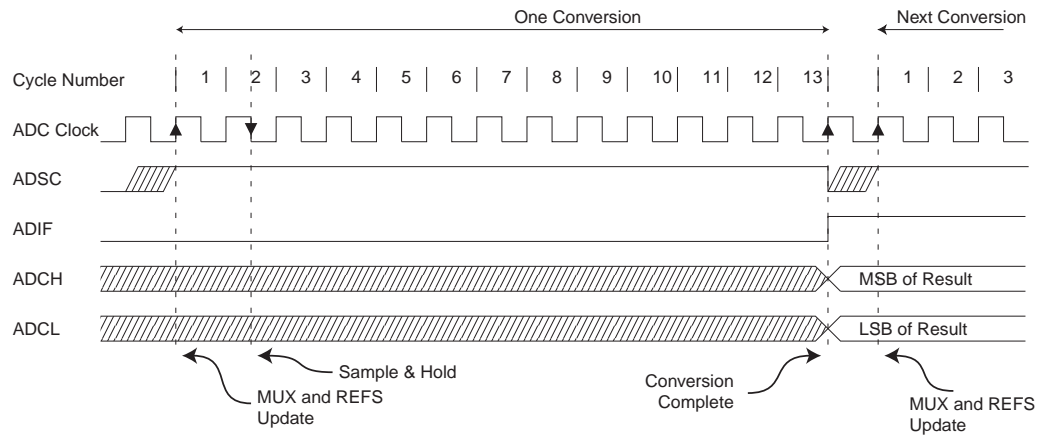 One Conversion
Next Conversion
Cycle Number 1 2 3 4 5 6 7 8 9 10 11 12 13 1 2 3
ADC Clock
ADSC
ADIF
ADCH
MSB of Result
ADCL
LSB of Result
Sample & Hold
MUX and REFS
Update
Conversion
Complete
MUX and REFS
Update